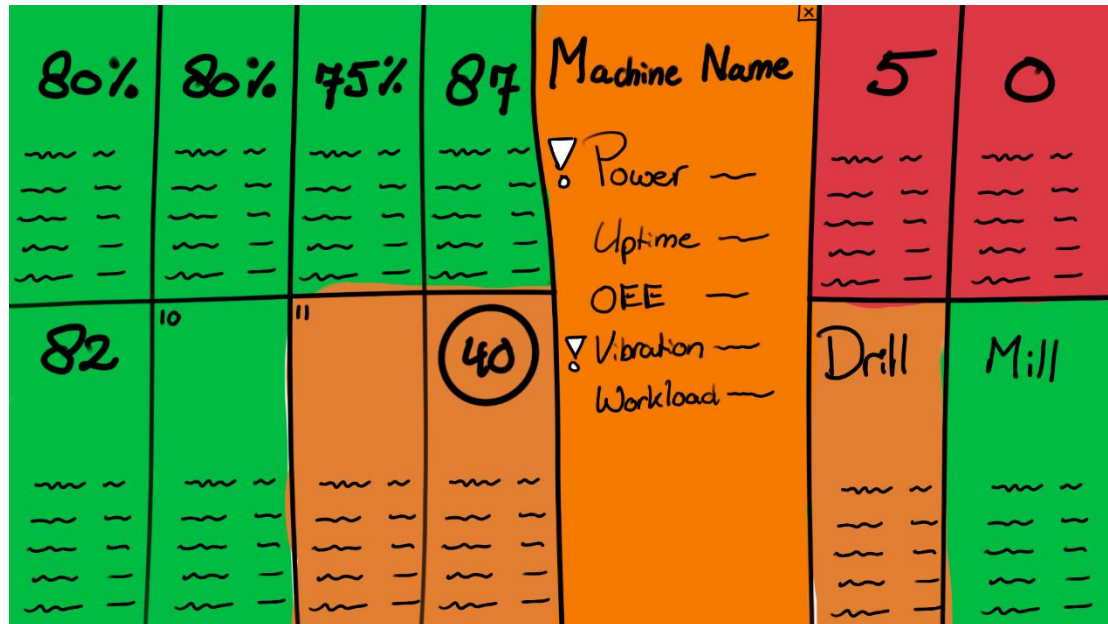 80% 80% 75% 87
Machine Name
Power
Uptime
OEE
Vibration
Workload
5 0
82 10 11 40
Drill Mill